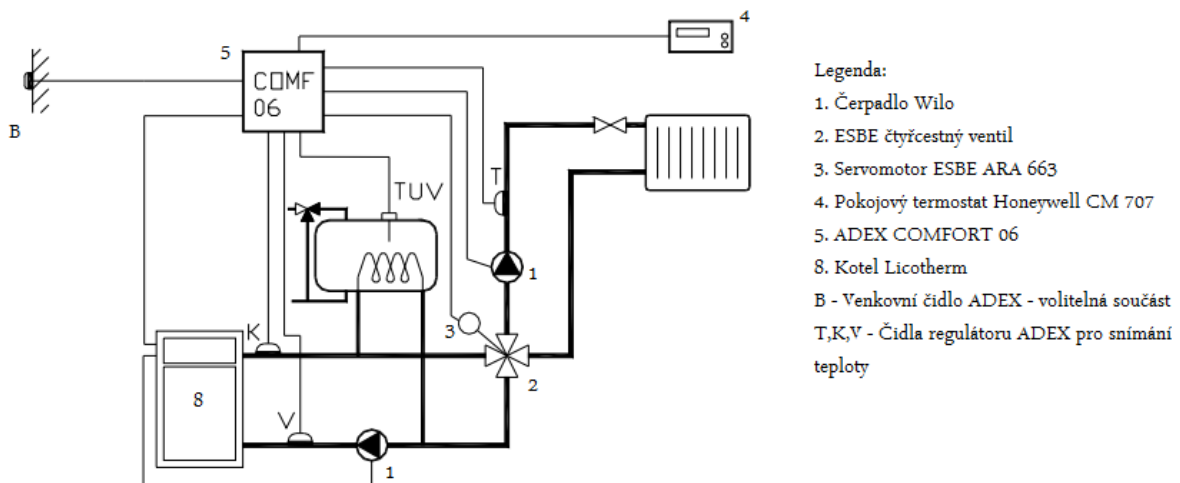 4
5
COMF
06
B
T
TUV
1
3
K
2
8
V
1
Legenda:
1. Čerpadlo Wilo
2. ESBE čtyřcestný ventil
3. Servomotor ESBE ARA 663
4. Pokojový termostat Honeywell CM 707
5. ADEX COMFORT 06
8. Kotel Licotherm
B - Venkovní čidlo ADEX - volitelná součást
T,K,V - Čidla regulátoru ADEX pro snímání
teploty